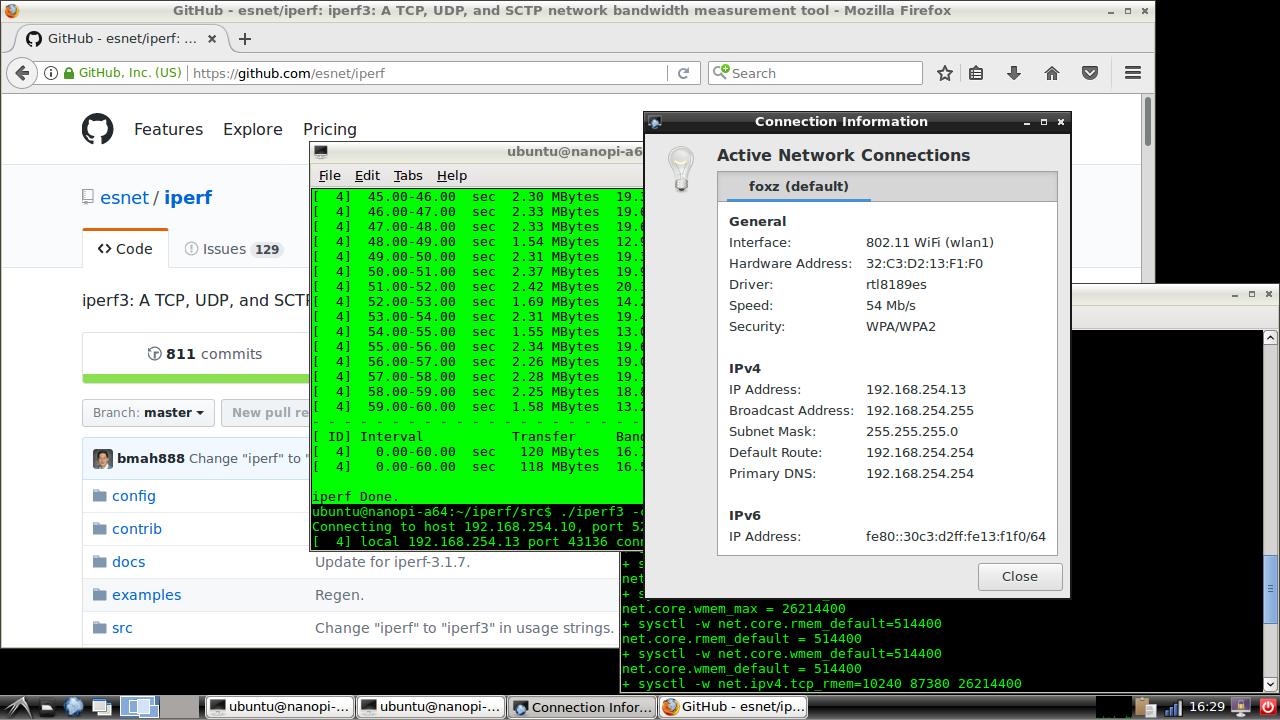 GitHub - esnet/iperf: iperf3: A TCP, UDP, and SCTP network bandwidth measurement tool - Mozilla Firefox
GitHub - esnet/iperf: ...
GitHub, Inc. (US)
https://github.com/esnet/iperf
Search
Features
Explore
Pricing
esnet / iperf
Code
Issues 129
iperf3: A TCP, UDP, and SCTP
811 commits
Branch: master
New pull re
bmah888 Change "iperf" to "
config
contrib
docs
Update for iperf-3.1.7.
examples
Regen.
src
Change "iperf" to "iperf3" in usage strings.
ubuntu@nanopi-a6
File Edit Tabs Help
[  4]  45.00-46.00  sec  2.30 MBytes  19.3
[  4]  46.00-47.00  sec  2.33 MBytes  19.6
[  4]  47.00-48.00  sec  2.33 MBytes  19.6
[  4]  48.00-49.00  sec  1.54 MBytes  12.9
[  4]  49.00-50.00  sec  2.31 MBytes  19.3
[  4]  50.00-51.00  sec  2.37 MBytes  19.9
[  4]  51.00-52.00  sec  2.42 MBytes  20.
[  4]  52.00-53.00  sec  1.69 MBytes  14.2
[  4]  53.00-54.00  sec  2.31 MBytes  19.4
[  4]  54.00-55.00  sec  1.55 MBytes  13.0
[  4]  55.00-56.00  sec  2.34 MBytes  19.6
[  4]  56.00-57.00  sec  2.26 MBytes  19.0
[  4]  57.00-58.00  sec  2.28 MBytes  19.
[  4]  58.00-59.00  sec  2.25 MBytes  18.8
[  4]  59.00-60.00  sec  1.58 MBytes  13.2
- - - - - - - - - - - - - - - - - - - - -
[ ID] Interval           Transfer     Band
[  4]   0.00-60.00  sec   120 MBytes  16.7
[  4]   0.00-60.00  sec   118 MBytes  16.5
iperf Done.
ubuntu@nanopi-a64:~/iperf/src$ ./iperf3 -c
Connecting to host 192.168.254.10, port 52
[  4] local 192.168.254.13 port 43136 conn
Connection Information
Active Network Connections
foxz (default)
General
Interface: 802.11 WiFi (wlan1)
Hardware Address: 32:C3:D2:13:F1:F0
Driver: rtl8189es
Speed: 54 Mb/s
Security: WPA/WPA2
IPv4
IP Address: 192.168.254.13
Broadcast Address: 192.168.254.255
Subnet Mask: 255.255.255.0
Default Route: 192.168.254.254
Primary DNS: 192.168.254.254
IPv6
IP Address: fe80::30c3:d2ff:fe13:f1f0/64
Close
+ s
net
+ s
net.core.wmem_max = 26214400
+ sysctl -w net.core.rmem_default=514400
net.core.rmem_default = 514400
+ sysctl -w net.core.wmem_default=514400
net.core.wmem_default = 514400
+ sysctl -w net.ipv4.tcp_rmem=10240 87380 26214400
ubuntu@nanopi-...
ubuntu@nanopi-...
Connection Infor...
GitHub - esnet/ip...
16:29